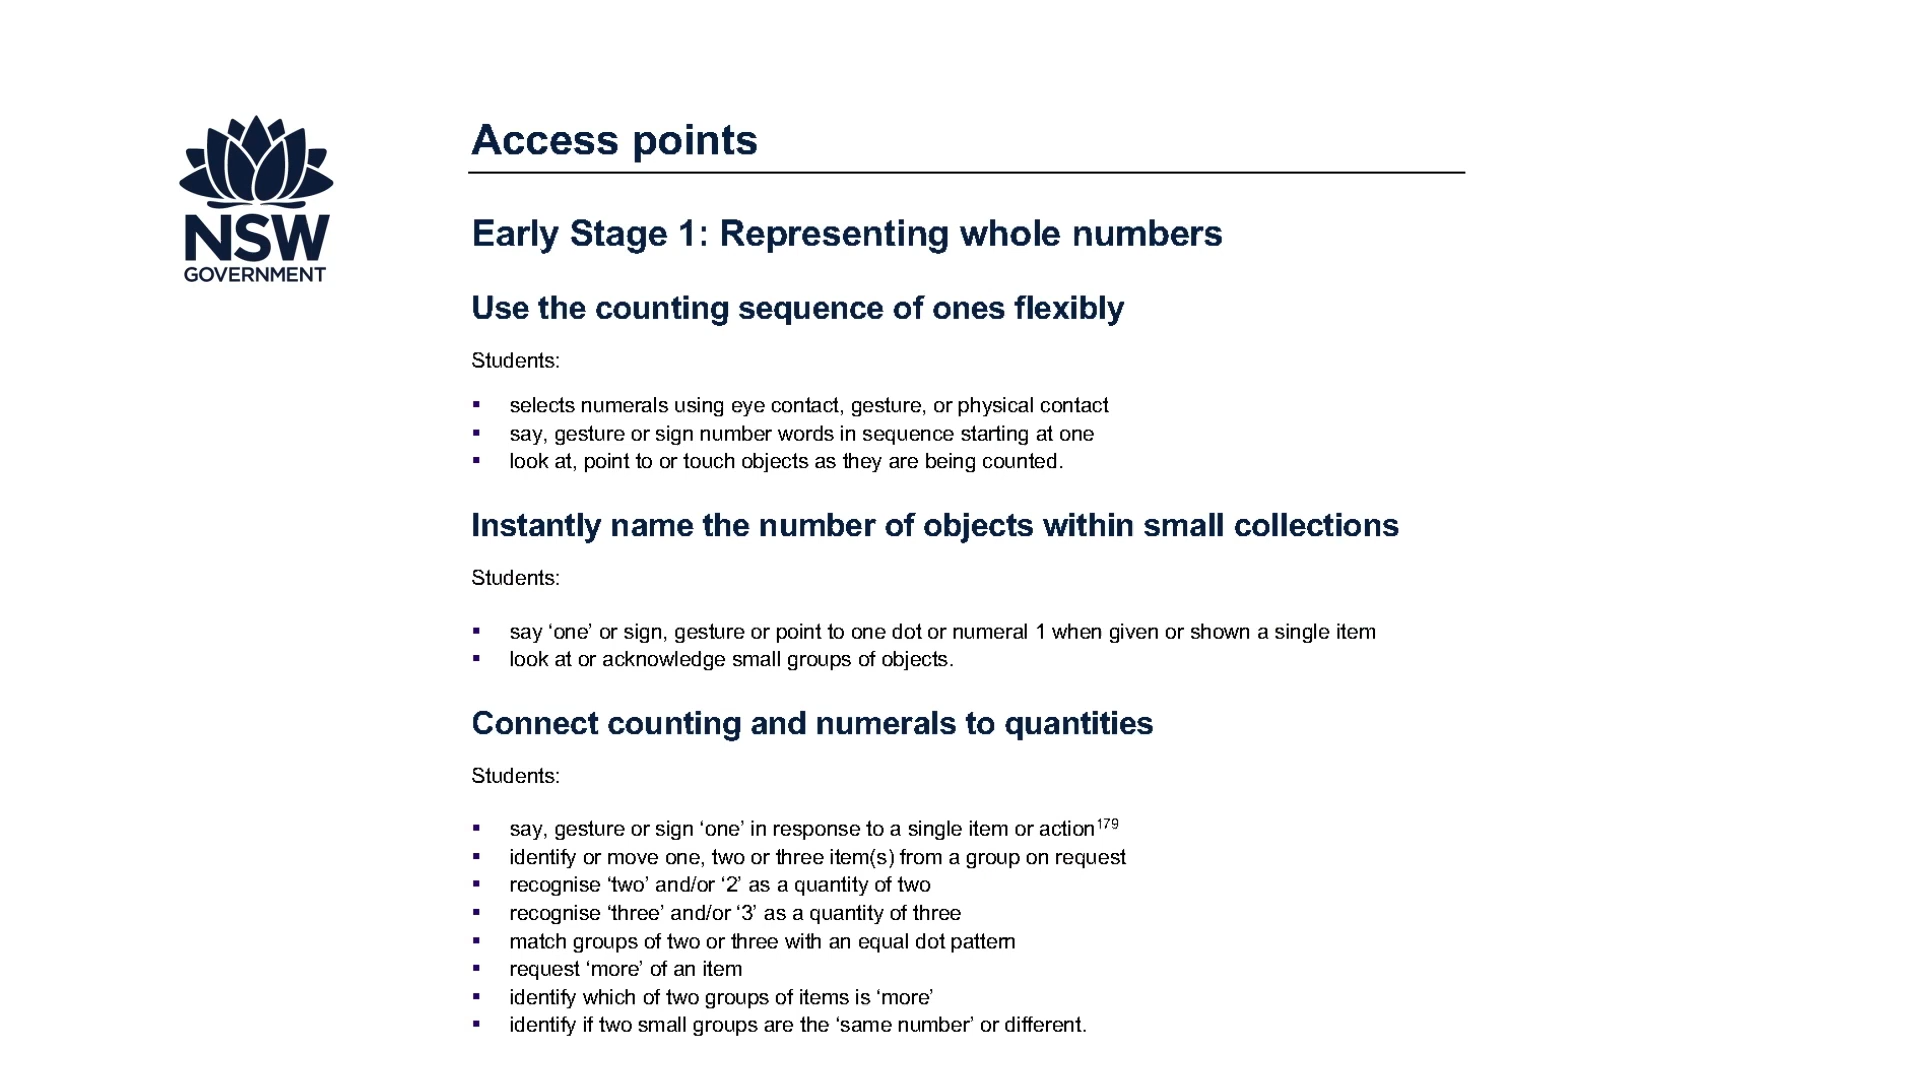 NSW
GOVERNMENT
Access points
Early Stage 1: Representing whole numbers
Use the counting sequence of ones flexibly
Students:
▪ selects numerals using eye contact, gesture, or physical contact
▪ say, gesture or sign number words in sequence starting at one
▪ look at, point to or touch objects as they are being counted.
Instantly name the number of objects within small collections
Students:
▪ say ‘one’ or sign, gesture or point to one dot or numeral 1 when given or shown a single item
▪ look at or acknowledge small groups of objects.
Connect counting and numerals to quantities
Students:
▪ say, gesture or sign ‘one’ in response to a single item or action179
▪ identify or move one, two or three item(s) from a group on request
▪ recognise ‘two’ and/or ‘2’ as a quantity of two
▪ recognise ‘three’ and/or ‘3’ as a quantity of three
▪ match groups of two or three with an equal dot pattern
▪ request ‘more’ of an item
▪ identify which of two groups of items is ‘more’
▪ identify if two small groups are the ‘same number’ or different.